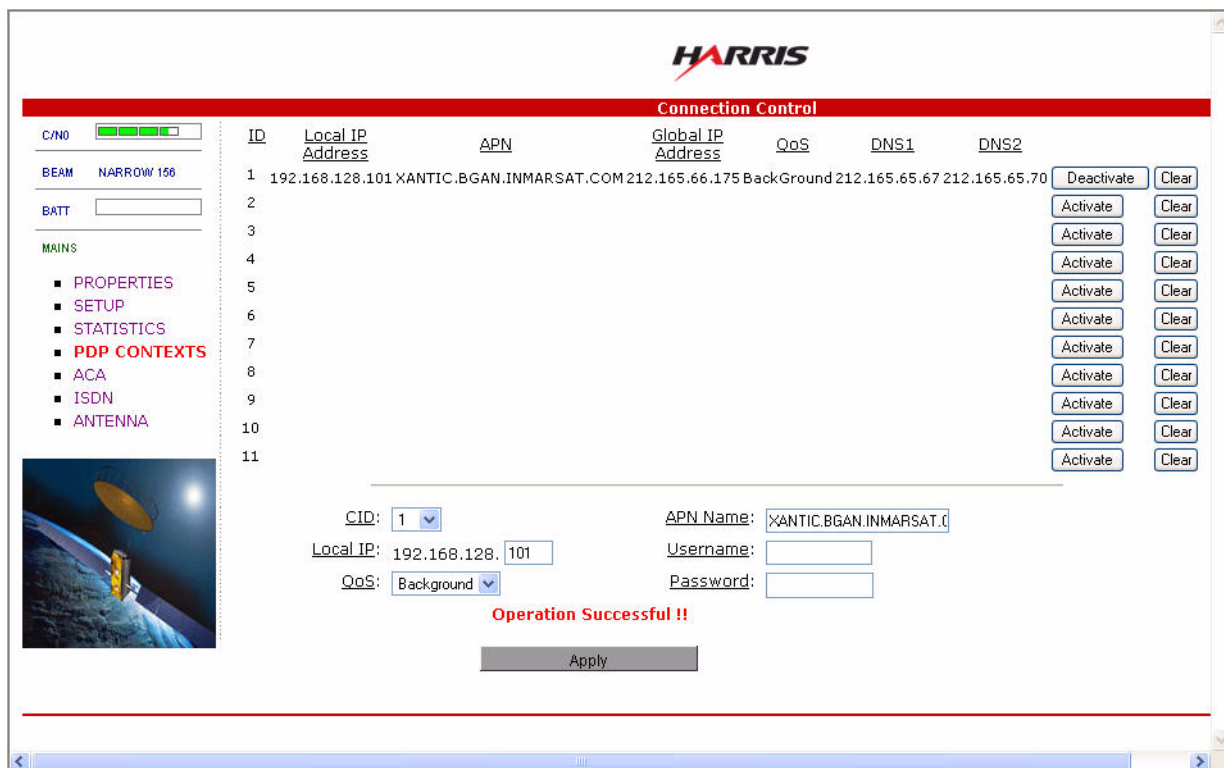 HARRIS
Connection Control
C/N0
BEAM NARROW 156
BATT
MAINS
PROPERTIES
SETUP
STATISTICS
PDP CONTEXTS
ACA
ISDN
ANTENNA
ID Local IP Address APN Global IP Address QoS DNS1 DNS2
1 192.168.128.101 XANTIC.BGAN.INMARSAT.COM 212.165.66.175 BackGround 212.165.65.67 212.165.65.70 Deactivate Clear
2 Activate Clear
3 Activate Clear
4 Activate Clear
5 Activate Clear
6 Activate Clear
7 Activate Clear
8 Activate Clear
9 Activate Clear
10 Activate Clear
11 Activate Clear
CID: 1 APN Name: XANTIC.BGAN.INMARSAT.C
Local IP: 192.168.128. 101 Username:
QoS: Background Password:
Operation Successful !!
Apply